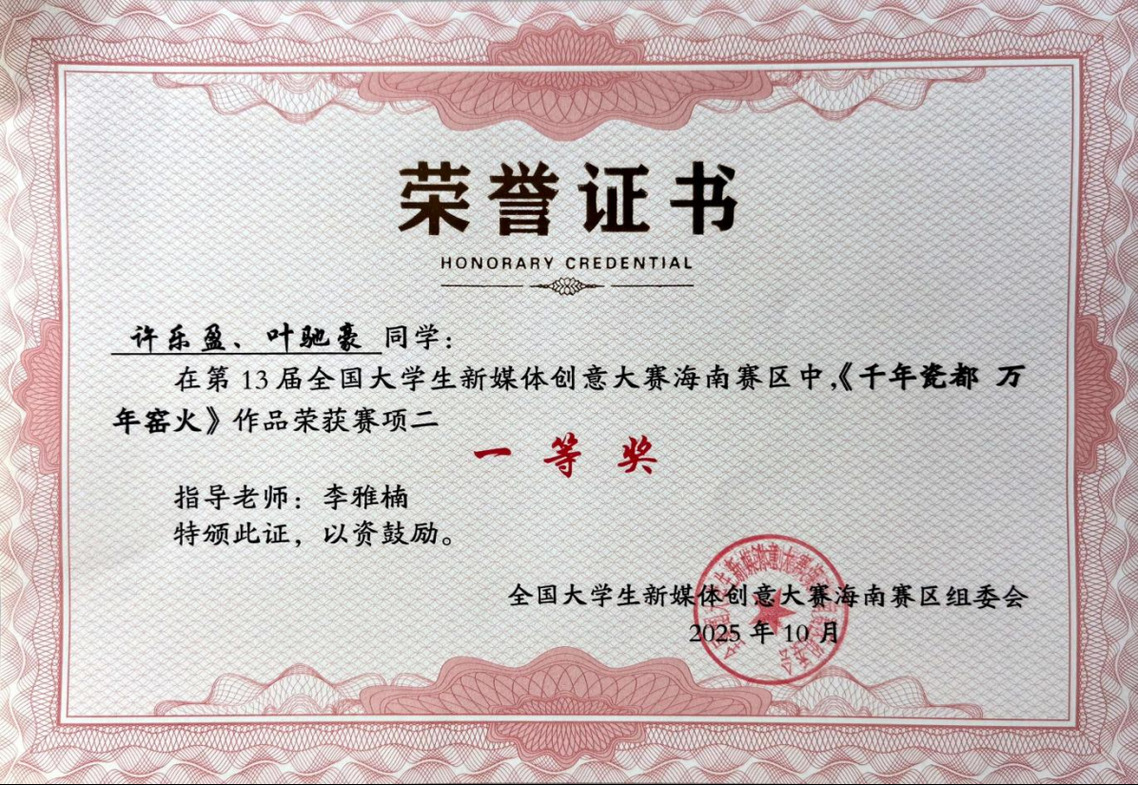 荣誉证书
HONORARY CREDENTIAL
许乐盈、叶驰豪 同学：
在第 13 届全国大学生新媒体创意大赛海南赛区中,《千年瓷都 万
年窑火》作品荣获赛项二
一等奖
指导老师：李雅楠
特颁此证，以资鼓励。
全国大学生新媒体创意大赛海南赛区组委会
2025 年 10 月